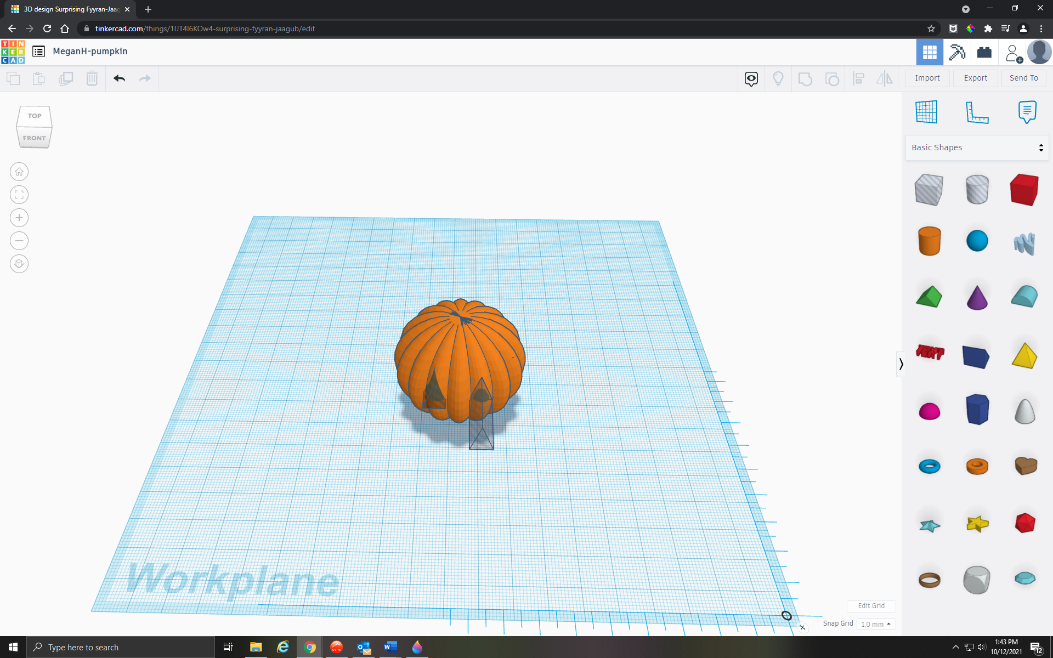 3D design Surprising Fyyran-Jaag
tinkercad.com/things/
-surprising-fyyran-jaagub/edit
TIN
KER
CAD
MeganH-pumpkin
Import
Export
Send To
TOP
FRONT
Basic Shapes
TEXT
Workplane
Edit Grid
Snap Grid
1.0 mm
Type here to search
1:43 PM
10/12/2021